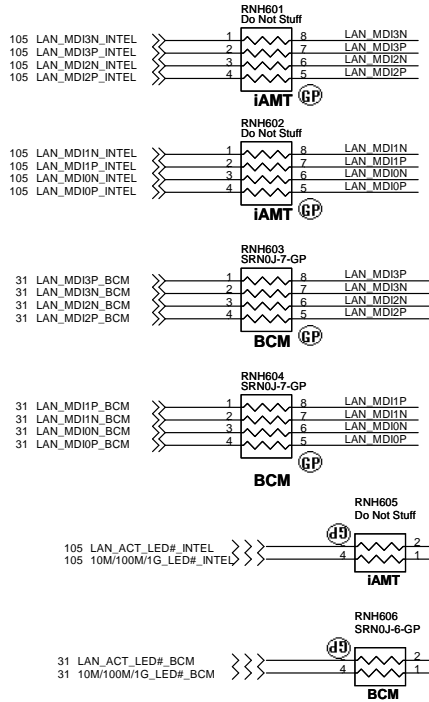 RNH601
Do Not Stuff
105 LAN_MDI3N_INTEL 1 8 LAN_MDI3N
105 LAN_MDI3P_INTEL 2 7 LAN_MDI3P
105 LAN_MDI2N_INTEL 3 6 LAN_MDI2N
105 LAN_MDI2P_INTEL 4 5 LAN_MDI2P
iAMT GP
RNH602
Do Not Stuff
105 LAN_MDI1N_INTEL 1 8 LAN_MDI1N
105 LAN_MDI1P_INTEL 2 7 LAN_MDI1P
105 LAN_MDI0N_INTEL 3 6 LAN_MDI0N
105 LAN_MDI0P_INTEL 4 5 LAN_MDI0P
iAMT GP
RNH603
SRN0J-7-GP
31 LAN_MDI3P_BCM 1 8 LAN_MDI3P
31 LAN_MDI3N_BCM 2 7 LAN_MDI3N
31 LAN_MDI2N_BCM 3 6 LAN_MDI2N
31 LAN_MDI2P_BCM 4 5 LAN_MDI2P
BCM GP
RNH604
SRN0J-7-GP
31 LAN_MDI1P_BCM 1 8 LAN_MDI1P
31 LAN_MDI1N_BCM 2 7 LAN_MDI1N
31 LAN_MDI0N_BCM 3 6 LAN_MDI0N
31 LAN_MDI0P_BCM 4 5 LAN_MDI0P
GP
BCM
RNH605
Do Not Stuff
GP
105 LAN_ACT_LED#_INTEL 2
105 10M/100M/1G_LED#_INTEL 4 1
iAMT
RNH606
SRN0J-6-GP
GP
31 LAN_ACT_LED#_BCM 2
31 10M/100M/1G_LED#_BCM 4 1
BCM